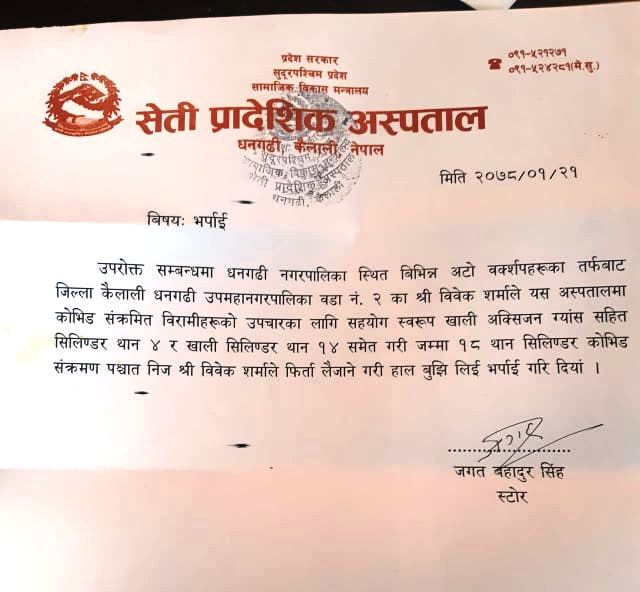 प्रदेश सरकार
सुदूरपश्चिम प्रदेश
सामाजिक विकास मन्त्रालय
सेती प्रादेशिक अस्पताल
धनगढी, कैलाली, नेपाल
☎ ०९१-५२१२७१
०९१-५२४२८१(मे.सु.)
मिति २०७८/०१/२१
बिषयः भर्पाई
उपरोक्त सम्बन्धमा धनगढी नगरपालिका स्थित बिभिन्न अटो वर्क्शपहरूका तर्फबाट
जिल्ला कैलाली धनगढी उपमहानगरपालिका वडा नं. २ का श्री विवेक शर्माले यस अस्पतालमा
कोभिड संक्रमित विरामीहरूको उपचारका लागि सहयोग स्वरूप खाली अक्सिजन ग्यांस सहित
सिलिण्डर थान ४ र खाली सिलिण्डर थान १४ समेत गरी जम्मा १८ थान सिलिण्डर कोभिड
संक्रमण पश्चात निज श्री विवेक शर्माले फिर्ता लैजाने गरी हाल बुझि लिई भर्पाई गरि दियां ।
जगत बहादुर सिंह
स्टोर